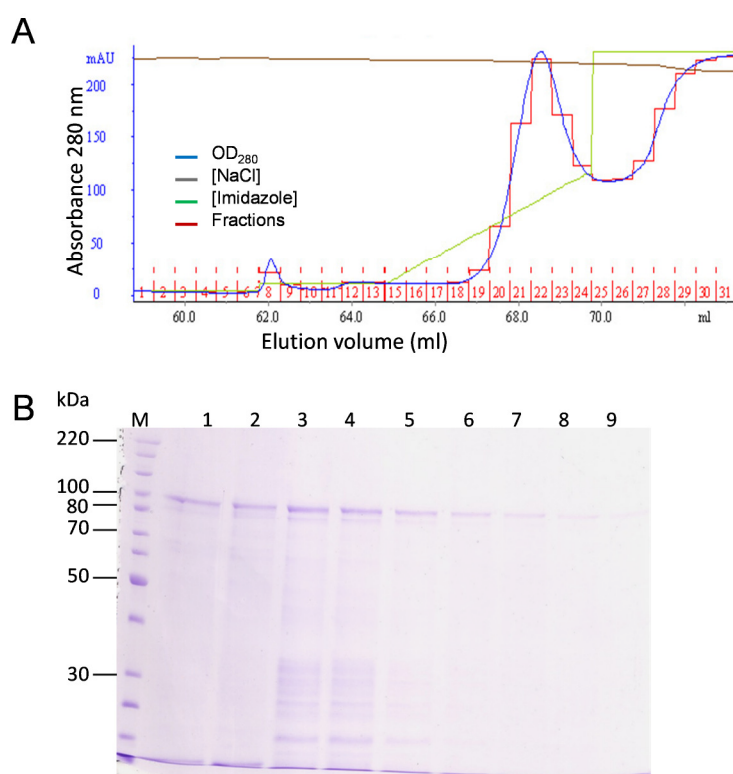 A
mAU
200
150
100
50
0
Absorbance 280 nm
OD280
[NaCl]
[Imidazole]
Fractions
1 2 3 4 5 6 8 9 10 11 12 13 15 16 17 18 19 20 21 22 23 24 25 26 27 28 29 30 31
60.0 62.0 64.0 66.0 68.0 70.0 ml
Elution volume (ml)
B
kDa
M 1 2 3 4 5 6 7 8 9
220
100
80
70
50
30